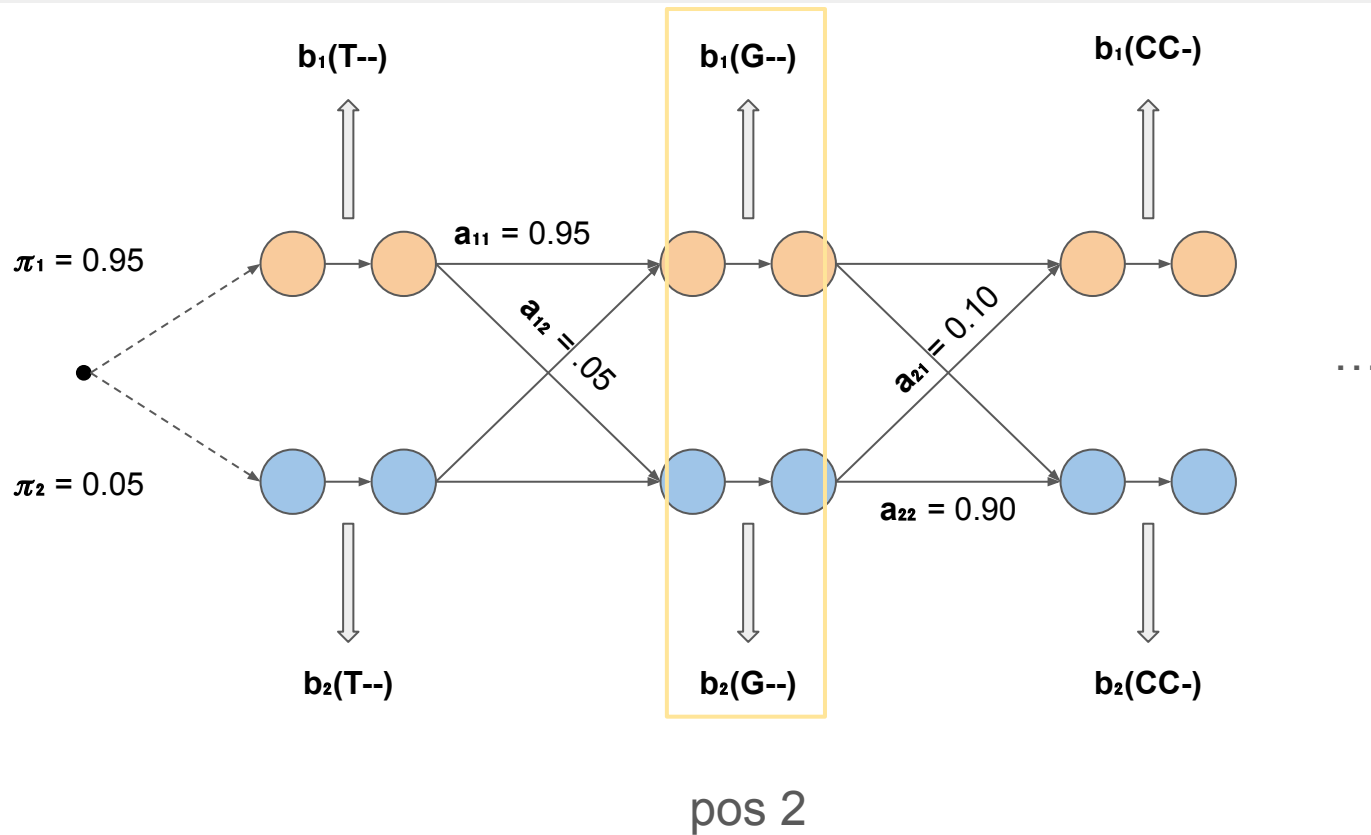 b₁(T--)
b₁(G--)
b₁(CC-)
a₁₁ = 0.95
π₁ = 0.95
a₁₂ = .05
a₂₁ = 0.10
π₂ = 0.05
a₂₂ = 0.90
...
b₂(T--)
b₂(G--)
b₂(CC-)
pos 2